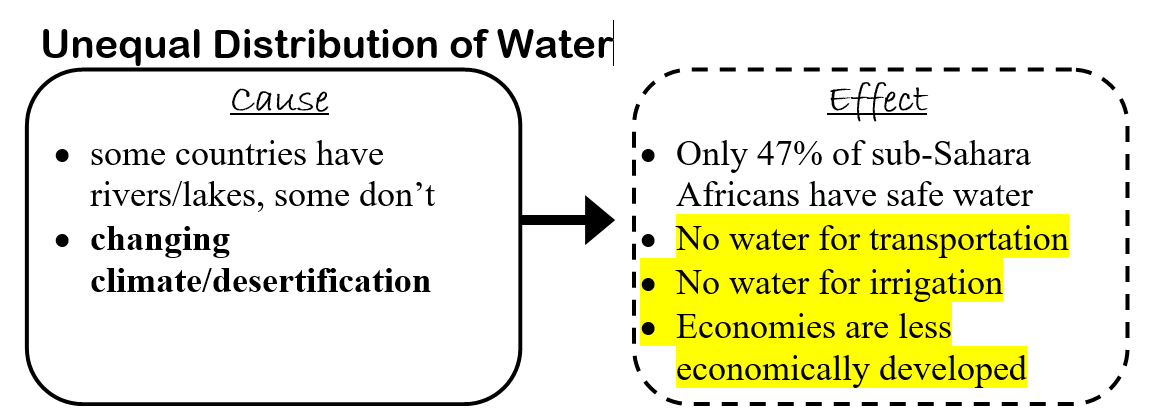 Unequal Distribution of Water
Cause
• some countries have
rivers/lakes, some don’t
• changing
climate/desertification
Effect
• Only 47% of sub-Sahara
Africans have safe water
• No water for transportation
• No water for irrigation
• Economies are less
economically developed